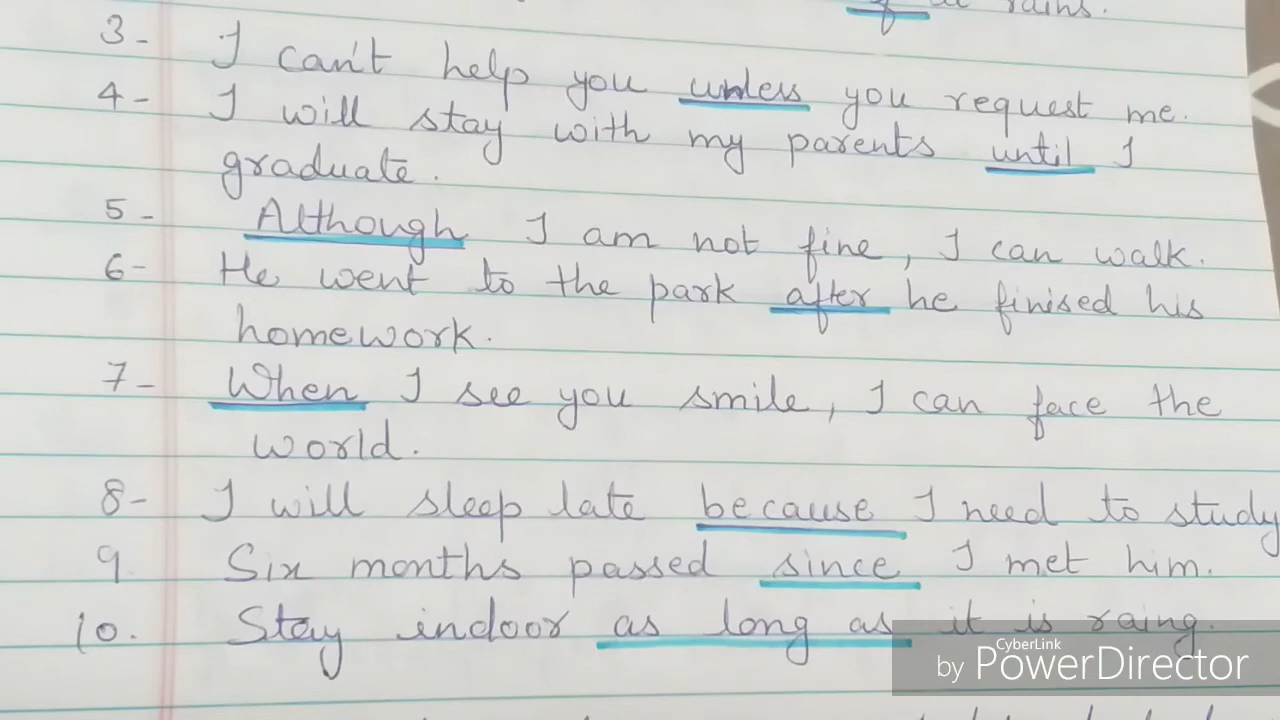 rains.
3- I can't help you unless you request me.
4- I will stay with my parents until I
graduate.
5- Although I am not fine, I can walk.
6- He went to the park after he finised his
homework.
7- When I see you smile, I can face the
world.
8- I will sleep late because I need to study
9. Six months passed since I met him.
10. Stay indoor as long as it is raing.
CyberLink
by PowerDirector